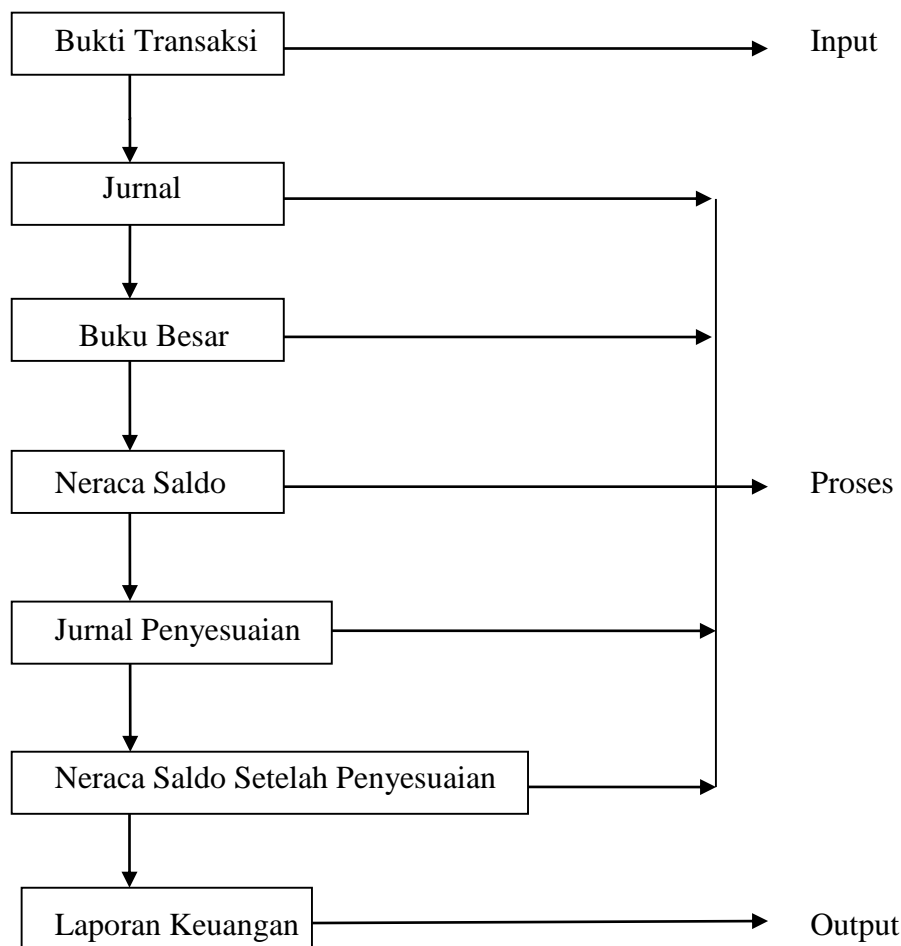 Bukti Transaksi
Input
Jurnal
Buku Besar
Neraca Saldo
Proses
Jurnal Penyesuaian
Neraca Saldo Setelah Penyesuaian
Laporan Keuangan
Output